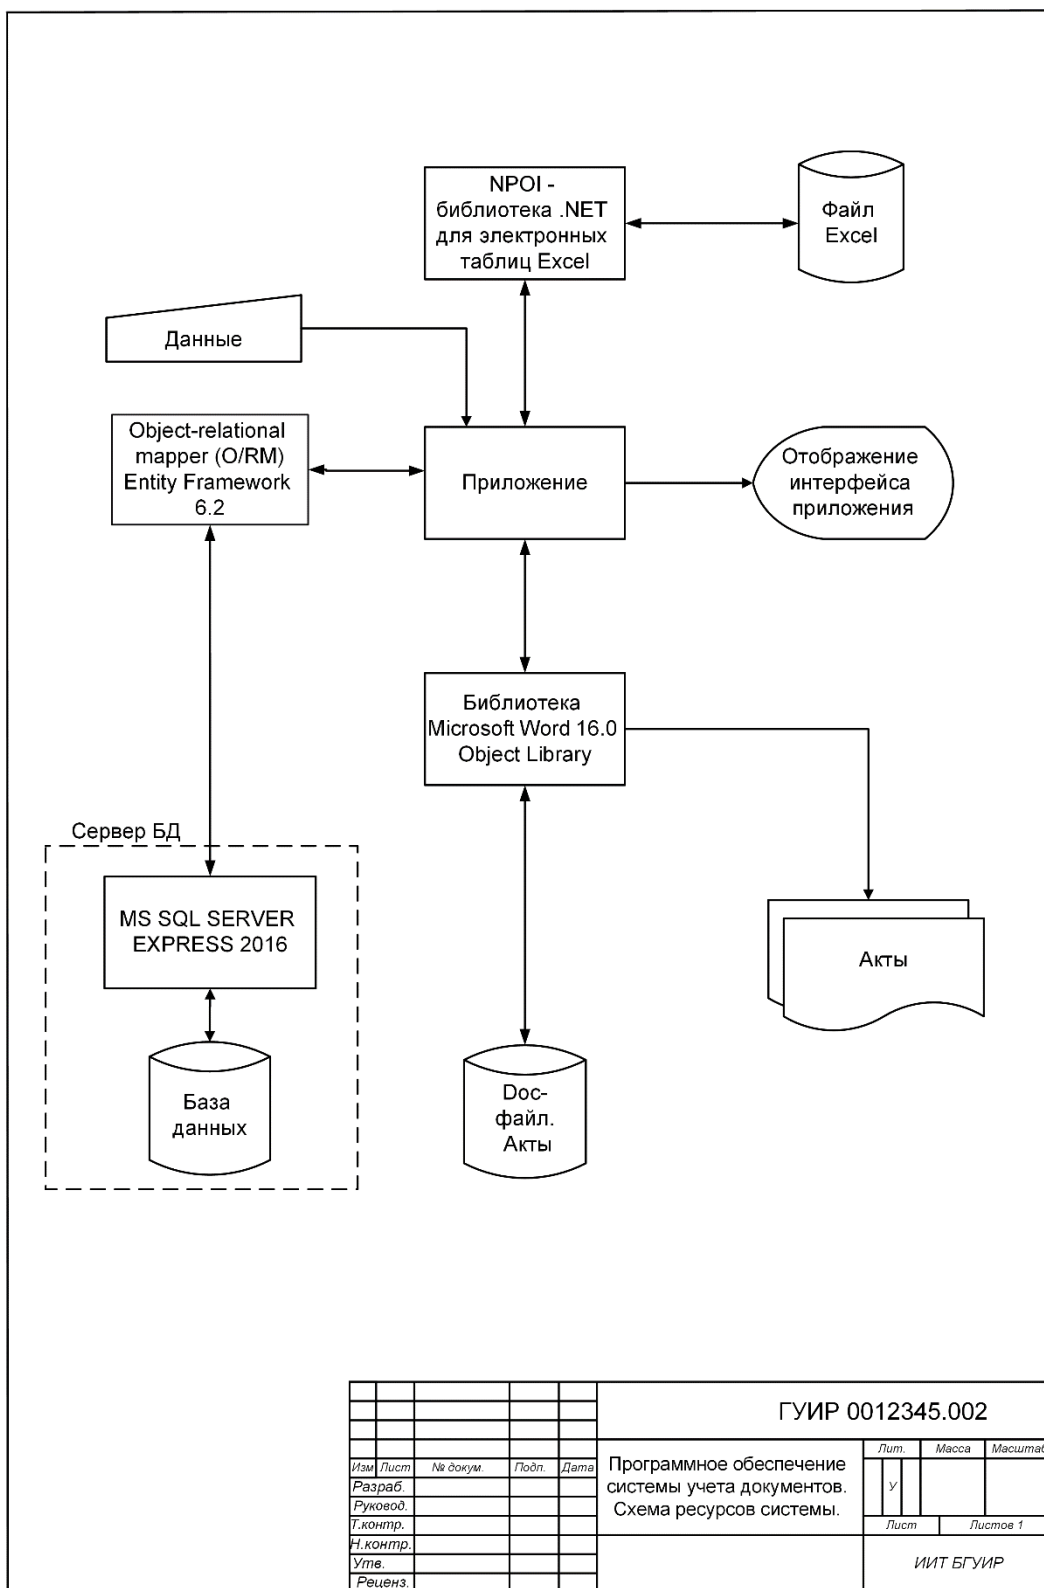 NPOI -
библиотека .NET
для электронных
таблиц Excel
Файл
Excel
Данные
Object-relational
mapper (O/RM)
Entity Framework
6.2
Приложение
Отображение
интерфейса
приложения
Библиотека
Microsoft Word 16.0
Object Library
Сервер БД
MS SQL SERVER
EXPRESS 2016
Акты
База
данных
Doc-
файл.
Акты
ГУИР 0012345.002
Изм Лист № докум. Подп. Дата
Программное обеспечение
системы учета документов.
Схема ресурсов системы.
Лит. Масса Масштаб
У
Разраб.
Руковод.
Т.контр.
Лист Листов 1
Н.контр.
Утв.
Реценз.
ИИТ БГУИР